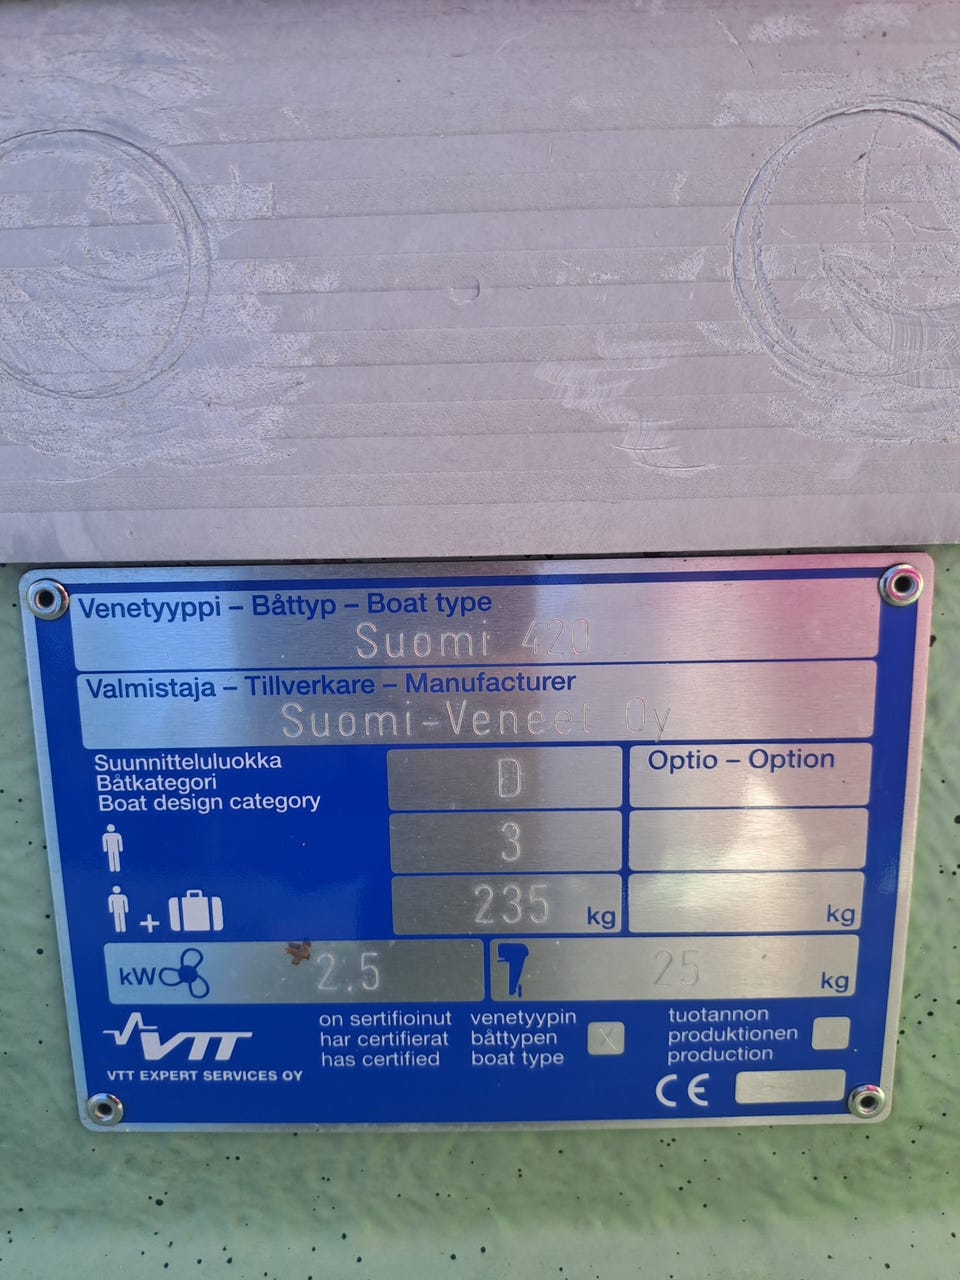 Venetyyppi – Båttyp – Boat type
Suomi 420
Valmistaja – Tillverkare – Manufacturer
Suomi-Veneet Oy
Suunnitteluluokka
Båtkategori
Boat design category
D
Optio – Option
3
+
235 kg
kg
kW
2.5
25 kg
VTT
VTT EXPERT SERVICES OY
on sertifioinut
har certifierat
has certified
venetyypin
båttypen
boat type
X
tuotannon
produktionen
production
CE